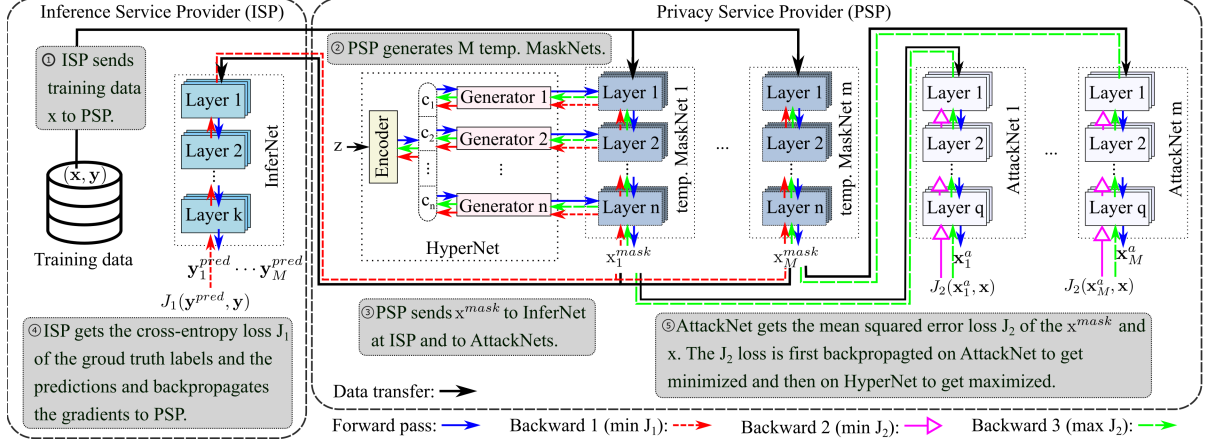 Inference Service Provider (ISP)
Privacy Service Provider (PSP)
① ISP sends
training data
x to PSP.
(x, y)
Training data
Layer 1
Layer 2
Layer k
InferNet
y₁^pred ⋯ y_M^pred
J₁(y^pred, y)
④ ISP gets the cross-entropy loss J₁
of the groud truth labels and the
predictions and backpropagates
the gradients to PSP.
② PSP generates M temp. MaskNets.
z
Encoder
c₁
c₂
⋮
cₙ
Generator 1
Generator 2
⋮
Generator n
HyperNet
Layer 1
Layer 2
Layer n
temp. MaskNet 1
x₁^mask
...
Layer 1
Layer 2
Layer n
temp. MaskNet m
x_M^mask
Layer 1
Layer 2
Layer q
AttackNet 1
x₁^a
J₂(x₁^a, x)
...
Layer 1
Layer 2
Layer q
AttackNet m
x_M^a
J₂(x_M^a, x)
③ PSP sends x^mask to InferNet
at ISP and to AttackNets.
⑤ AttackNet gets the mean squared error loss J₂ of the x^mask and
x. The J₂ loss is first backpropagted on AttackNet to get
minimized and then on HyperNet to get maximized.
Data transfer:
Forward pass:
Backward 1 (min J₁):
Backward 2 (min J₂):
Backward 3 (max J₂):